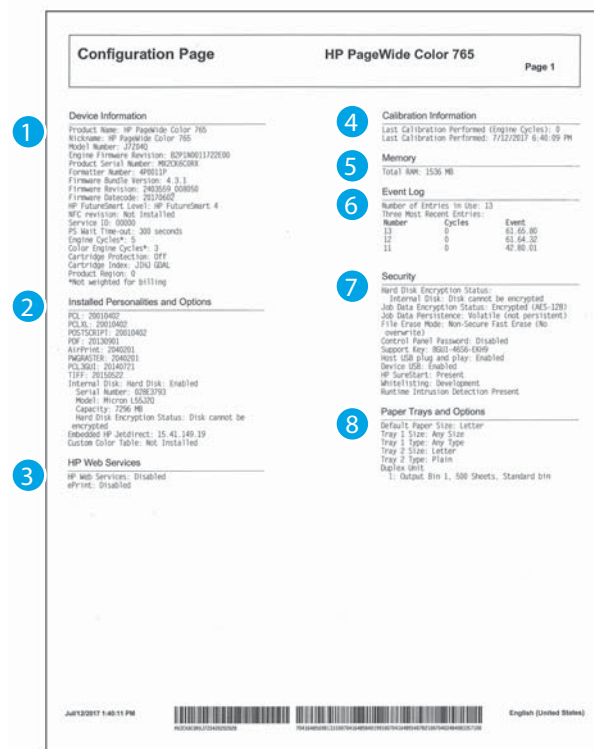 Configuration Page
HP PageWide Color 765
Page 1
1
Device Information
Product Name: HP PageWide Color 765
Nickname: HP PageWide Color 765
Model Number: J7Z04Q
Engine Firmware Revision: B2P1N0011722E00
Product Serial Number: MX2CK6C0RX
Formatter Number: 4P0011P
Firmware Bundle Version: 4.3.1
Firmware Revision: 2403559_008050
Firmware Datecode: 20170602
HP FutureSmart Level: HP FutureSmart 4
NFC revision: Not Installed
Service ID: 00000
PS Wait Time-out: 300 seconds
Engine Cycles*: 5
Color Engine Cycles*: 3
Cartridge Protection: Off
Cartridge Index: JDHJ GDAL
Product Region: 0
*Not weighted for billing
2
Installed Personalities and Options
PCL: 20010402
PCLXL: 20010402
POSTSCRIPT: 20010402
PDF: 20130901
AirPrint: 2040201
PWGRASTER: 2040201
PCL3GUI: 20140721
TIFF: 20150522
Internal Disk: Hard Disk: Enabled
Serial Number: 028E3793
Model: Micron L55J2Q
Capacity: 7296 MB
Hard Disk Encryption Status: Disk cannot be
encrypted
Embedded HP Jetdirect: 15.41.149.19
Custom Color Table: Not Installed
3
HP Web Services
HP Web Services: Disabled
ePrint: Disabled
4
Calibration Information
Last Calibration Performed (Engine Cycles): 0
Last Calibration Performed: 7/12/2017 6:40:09 PM
5
Memory
Total RAM: 1536 MB
6
Event Log
Number of Entries in Use: 13
Three Most Recent Entries:
Number Cycles Event
13 0 61.65.80
12 0 61.64.32
11 0 42.80.01
7
Security
Hard Disk Encryption Status:
Internal Disk: Disk cannot be encrypted
Job Data Encryption Status: Encrypted (AES-128)
Job Data Persistence: Volatile (not persistent)
File Erase Mode: Non-Secure Fast Erase (No
overwrite)
Control Panel Password: Disabled
Support Key: 8GUI-4656-EKH9
Host USB plug and play: Enabled
Device USB: Enabled
HP SureStart: Present
Whitelisting: Development
Runtime Intrusion Detection Present
8
Paper Trays and Options
Default Paper Size: Letter
Tray 1 Size: Any Size
Tray 1 Type: Any Type
Tray 2 Size: Letter
Tray 2 Type: Plain
Duplex Unit
1: Output Bin 1, 500 Sheets, Standard bin
Jul/12/2017 1:40:11 PM
English (United States)